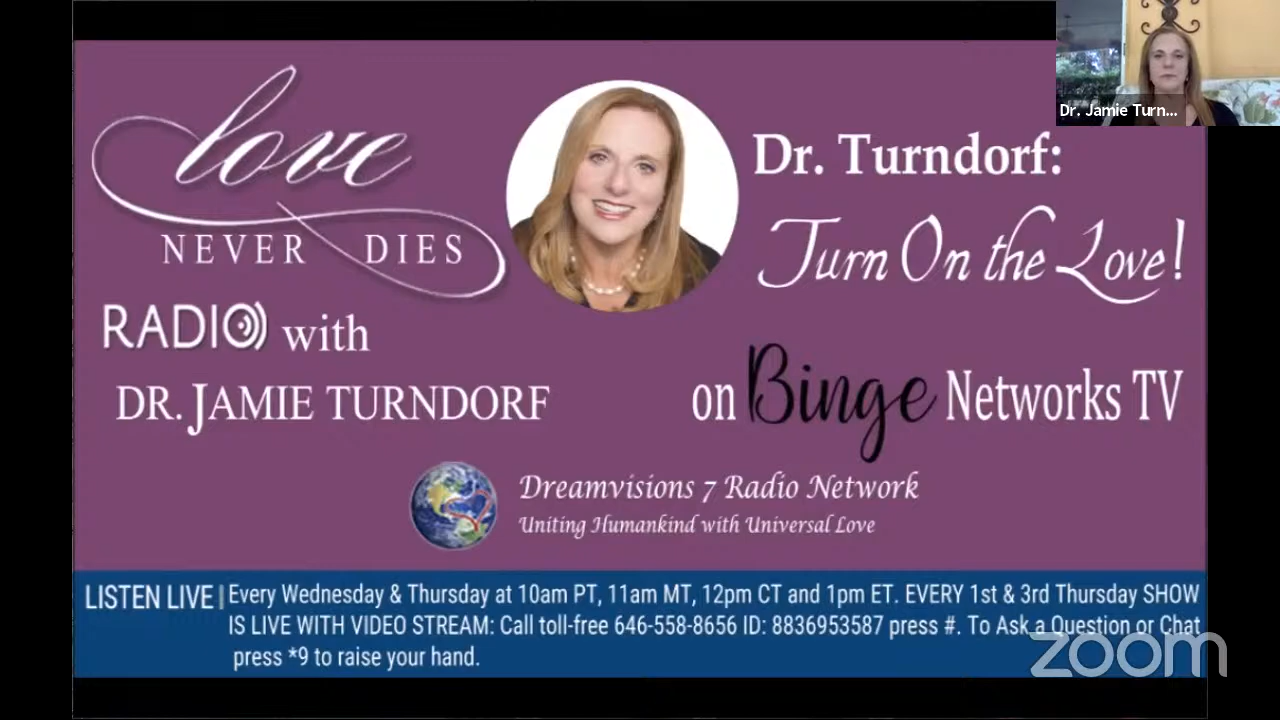 love
NEVER DIES
RADIO with
DR. JAMIE TURNDORF
Dr. Turndorf:
Turn On the Love!
on Binge Networks TV
Dreamvisions 7 Radio Network
Uniting Humankind with Universal Love
LISTEN LIVE | Every Wednesday & Thursday at 10am PT, 11am MT, 12pm CT and 1pm ET. EVERY 1st & 3rd Thursday SHOW
IS LIVE WITH VIDEO STREAM: Call toll-free 646-558-8656 ID: 8836953587 press #. To Ask a Question or Chat
press *9 to raise your hand.
Dr, Jamie Turn...
zoom